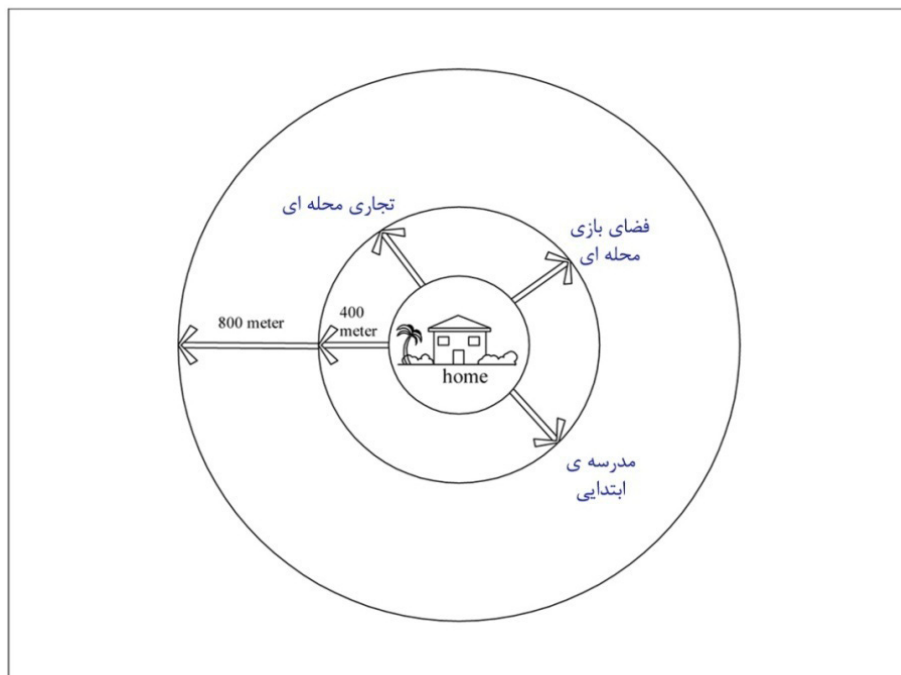 تجاری محله ای
فضای بازی
محله ای
800 meter
400
meter
home
مدرسه ی
ابتدایی